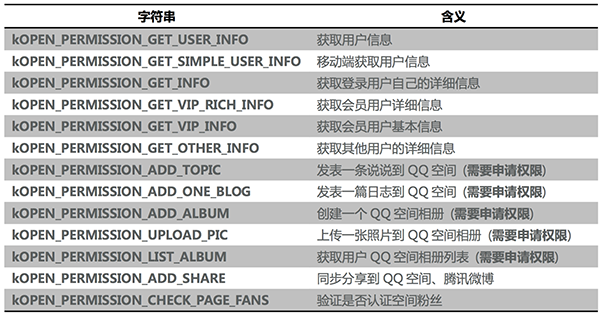 字符串 含义
kOPEN_PERMISSION_GET_USER_INFO 获取用户信息
kOPEN_PERMISSION_GET_SIMPLE_USER_INFO 移动端获取用户信息
kOPEN_PERMISSION_GET_INFO 获取登录用户自己的详细信息
kOPEN_PERMISSION_GET_VIP_RICH_INFO 获取会员用户详细信息
kOPEN_PERMISSION_GET_VIP_INFO 获取会员用户基本信息
kOPEN_PERMISSION_GET_OTHER_INFO 获取其他用户的详细信息
kOPEN_PERMISSION_ADD_TOPIC 发表一条说说到 QQ 空间 (需要申请权限)
kOPEN_PERMISSION_ADD_ONE_BLOG 发表一篇日志到 QQ 空间 (需要申请权限)
kOPEN_PERMISSION_ADD_ALBUM 创建一个 QQ 空间相册 (需要申请权限)
kOPEN_PERMISSION_UPLOAD_PIC 上传一张照片到 QQ 空间相册 (需要申请权限)
kOPEN_PERMISSION_LIST_ALBUM 获取用户 QQ 空间相册列表 (需要申请权限)
kOPEN_PERMISSION_ADD_SHARE 同步分享到 QQ 空间、腾讯微博
kOPEN_PERMISSION_CHECK_PAGE_FANS 验证是否认证空间粉丝